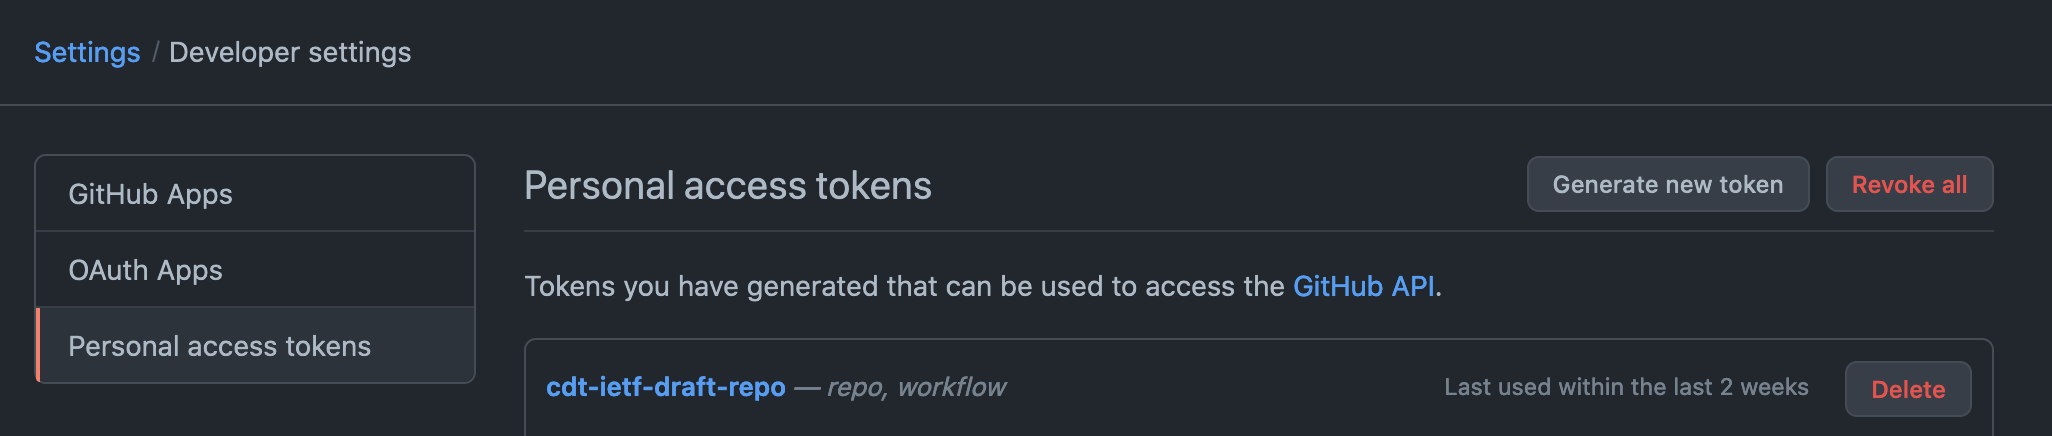 Settings / Developer settings
GitHub Apps
OAuth Apps
Personal access tokens
Personal access tokens
Generate new token
Revoke all
Tokens you have generated that can be used to access the GitHub API.
cdt-ietf-draft-repo — repo, workflow
Last used within the last 2 weeks
Delete